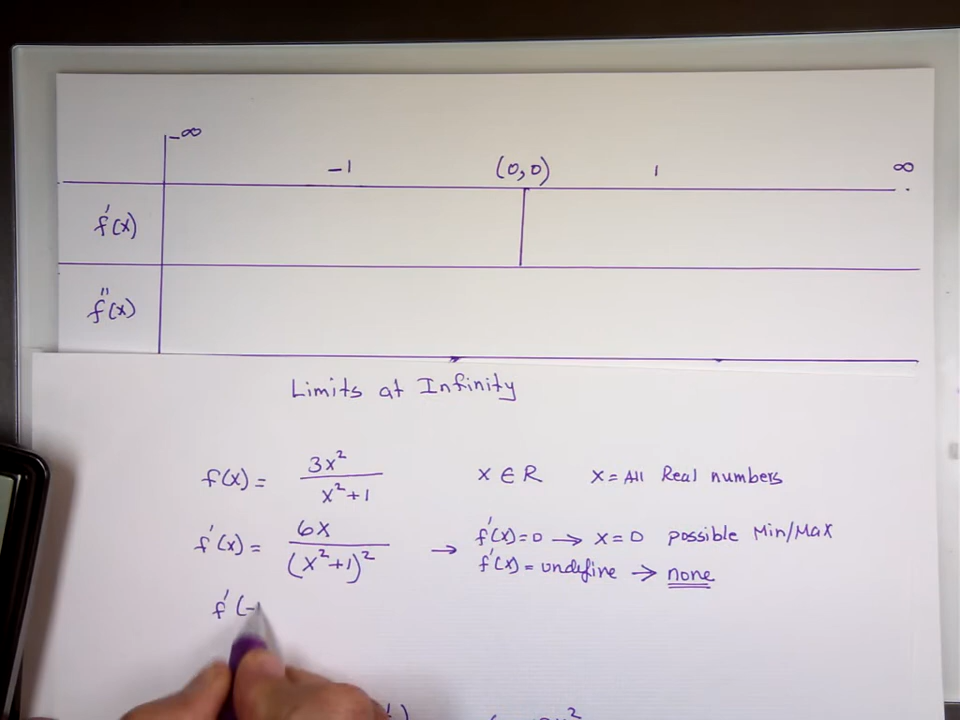 -∞
-1 (0,0) 1 ∞
f'(x)
f''(x)
Limits at Infinity
f(x) = 3x²/(x²+1) x ∈ R x = All Real numbers
f'(x) = 6x/(x²+1)² → f'(x)=0 → x=0 possible Min/Max
f'(x) = undefine → none
f'(-